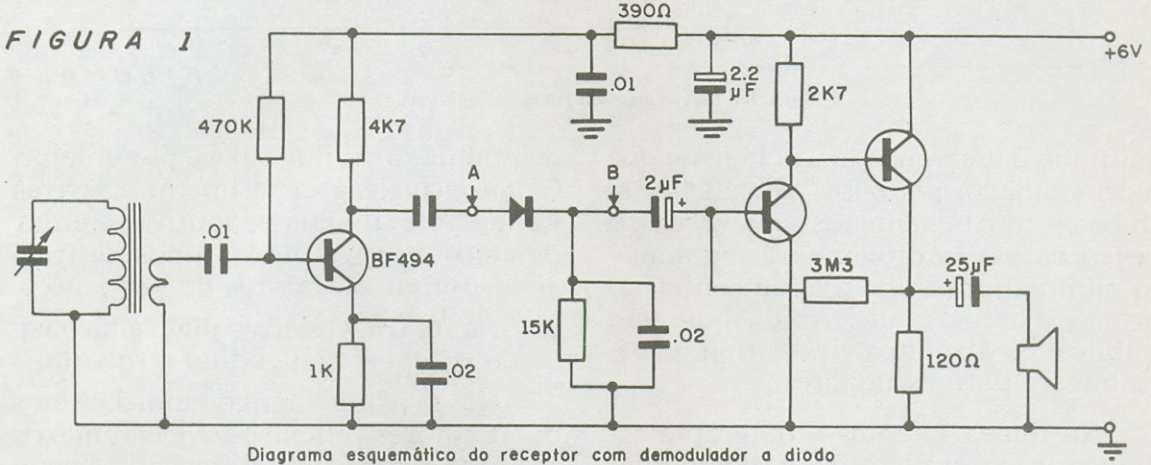 FIGURA 1
390Ω
+6V
.01
2.2
µF
2K7
470K
4K7
A
B
2µF
+
.01
BF494
3M3
25µF
+
15K
.02
120Ω
1K
.02
Diagrama esquemático do receptor com demodulador a diodo